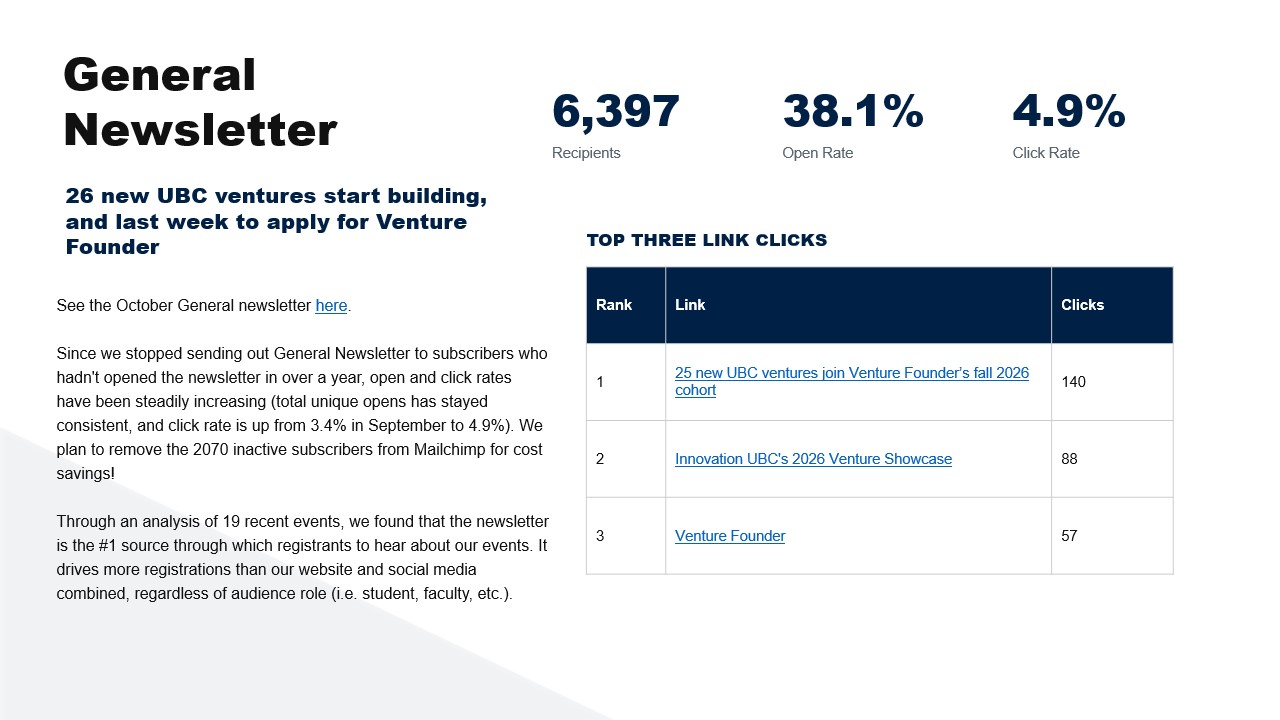 General
Newsletter
26 new UBC ventures start building,
and last week to apply for Venture
Founder
See the October General newsletter here.
Since we stopped sending out General Newsletter to subscribers who
hadn't opened the newsletter in over a year, open and click rates
have been steadily increasing (total unique opens has stayed
consistent, and click rate is up from 3.4% in September to 4.9%). We
plan to remove the 2070 inactive subscribers from Mailchimp for cost
savings!
Through an analysis of 19 recent events, we found that the newsletter
is the #1 source through which registrants to hear about our events. It
drives more registrations than our website and social media
combined, regardless of audience role (i.e. student, faculty, etc.).
6,397 38.1% 4.9%
Recipients Open Rate Click Rate
TOP THREE LINK CLICKS
Rank Link Clicks
1 25 new UBC ventures join Venture Founder’s fall 2026 140
cohort
2 Innovation UBC's 2026 Venture Showcase 88
3 Venture Founder 57